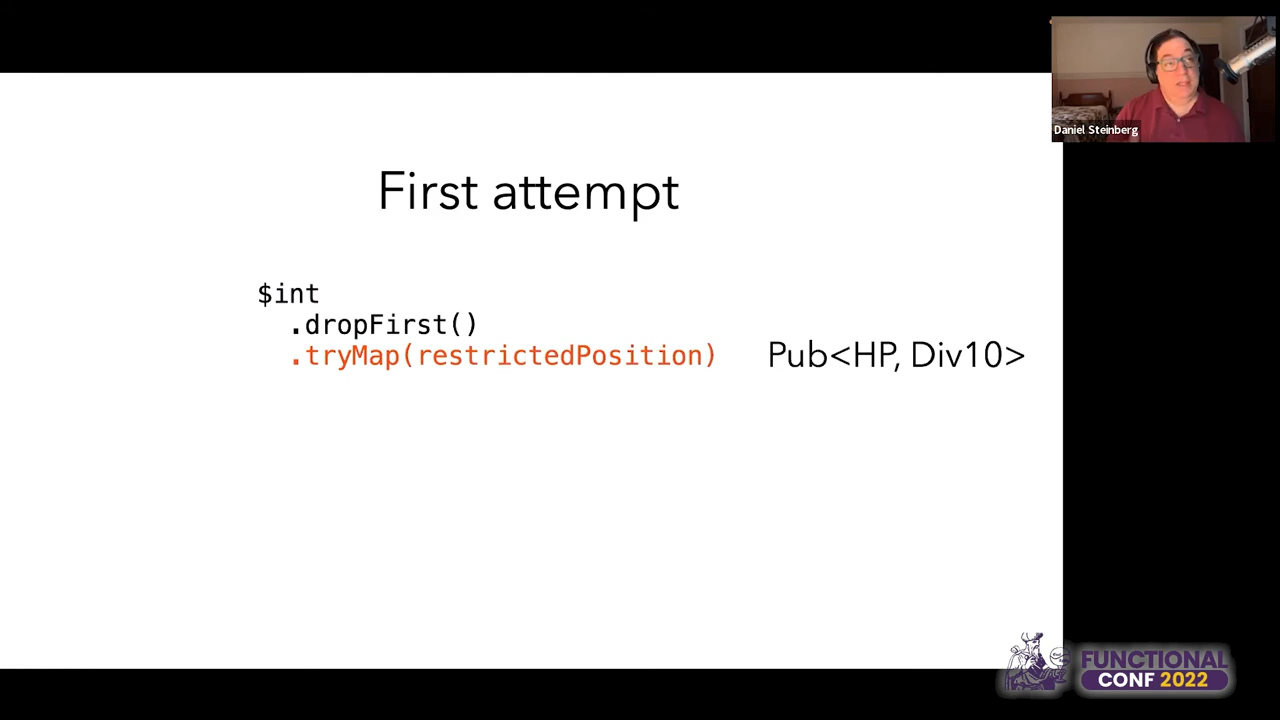 Daniel Steinberg
First attempt
$int
.dropFirst()
.tryMap(restrictedPosition) Pub<HP, Div10>
FUNCTIONAL
CONF 2022